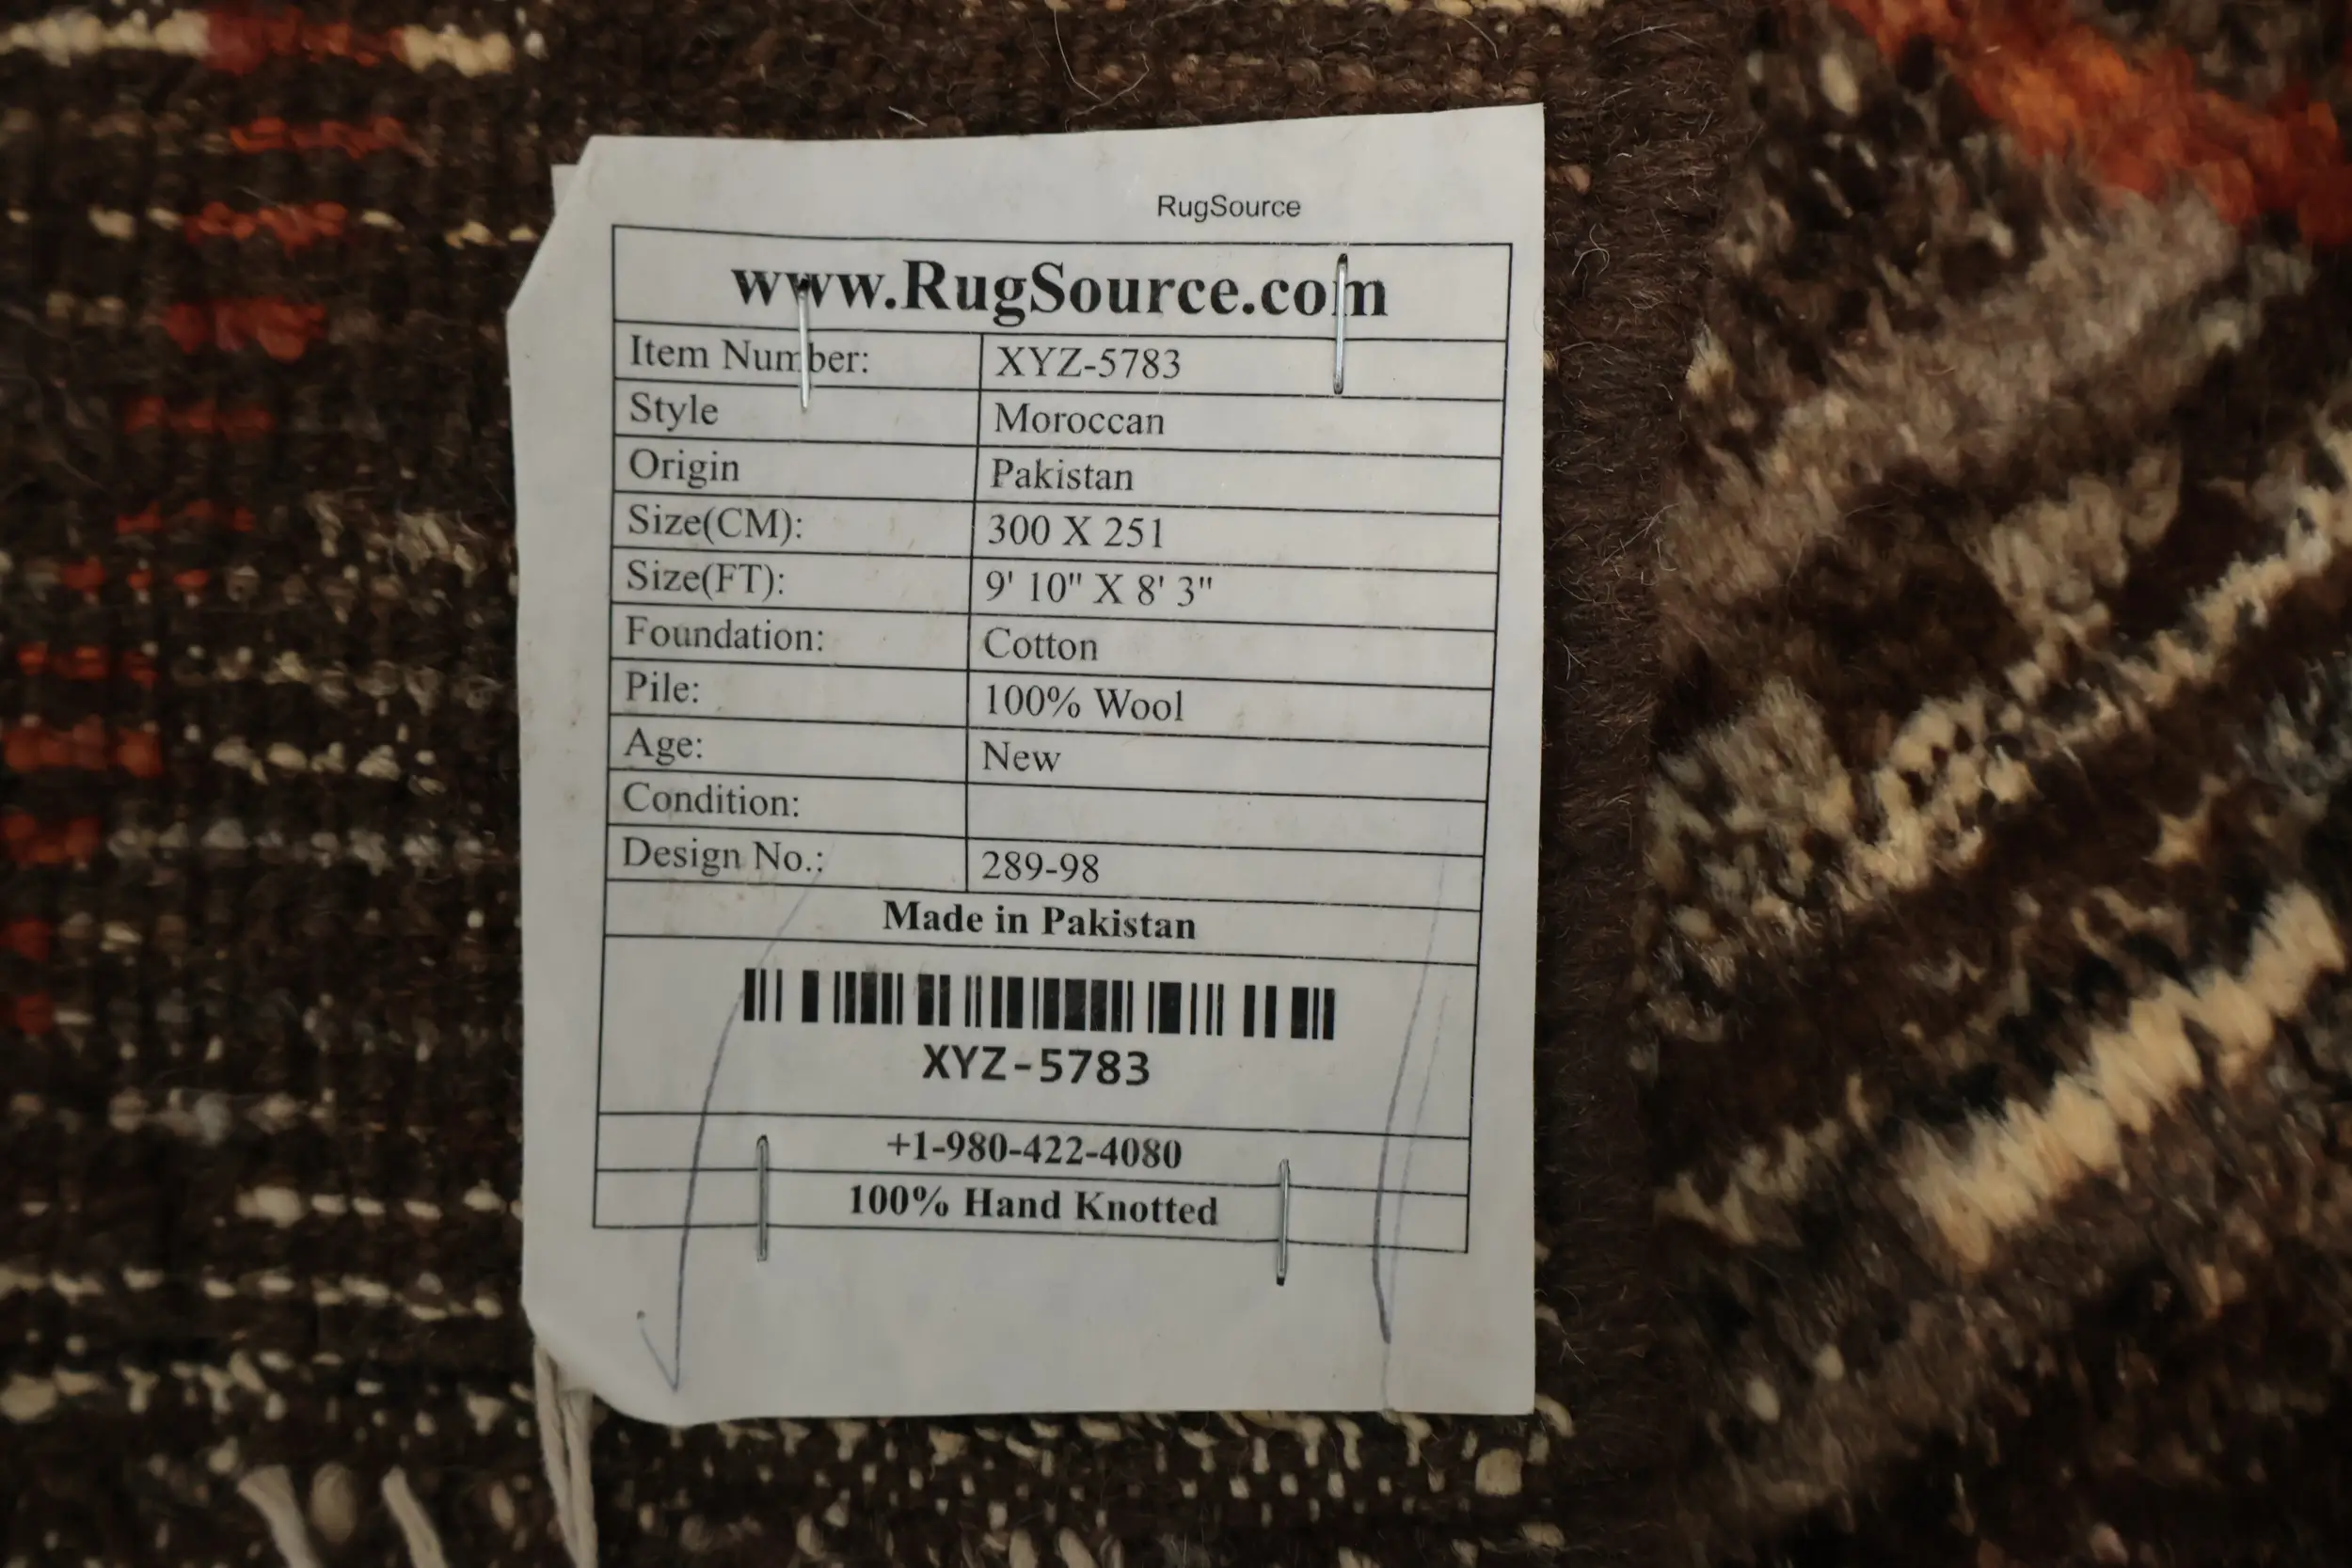 RugSource
www.RugSource.com
Item Number: XYZ-5783
Style Moroccan
Origin Pakistan
Size(CM): 300 X 251
Size(FT): 9' 10" X 8' 3"
Foundation: Cotton
Pile: 100% Wool
Age: New
Condition:
Design No.: 289-98
Made in Pakistan
XYZ-5783
+1-980-422-4080
100% Hand Knotted